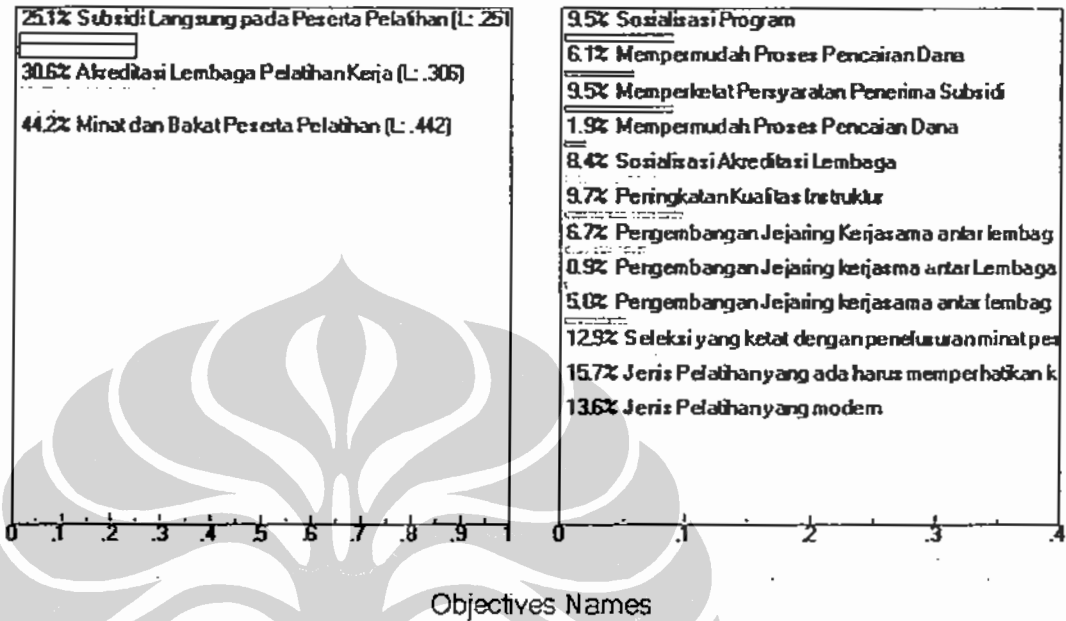 25.1% Subsidi Langsung pada Peserta Pelatihan (L: .251
30.6% Akreditasi Lembaga Pelatihan Kerja (L: .306)
44.2% Minat dan Bakat Peserta Pelatihan (L: .442)
0 .1 .2 .3 .4 .5 .6 .7 .8 .9 1
9.5% Sosialisasi Program
6.1% Mempermudah Proses Pencairan Dana
9.5% Memperketat Persyaratan Penerima Subsidi
1.9% Mempermudah Proses Pencaian Dana
8.4% Sosialisasi Akreditasi Lembaga
9.7% Peningkatan Kualitas Instruktur
6.7% Pengembangan Jejaring Kerjasama antar lembag
0.9% Pengembangan Jejaring kerjasma antar Lembaga
5.0% Pengembangan Jejaring kerjasama antar lembag
12.9% Seleksi yang ketat dengan penelusuran minat pes
15.7% Jenis Pelatihan yang ada harus memperhatikan k
13.6% Jenis Pelatihan yang modern
0 .1 .2 .3 .4
Objectives Names